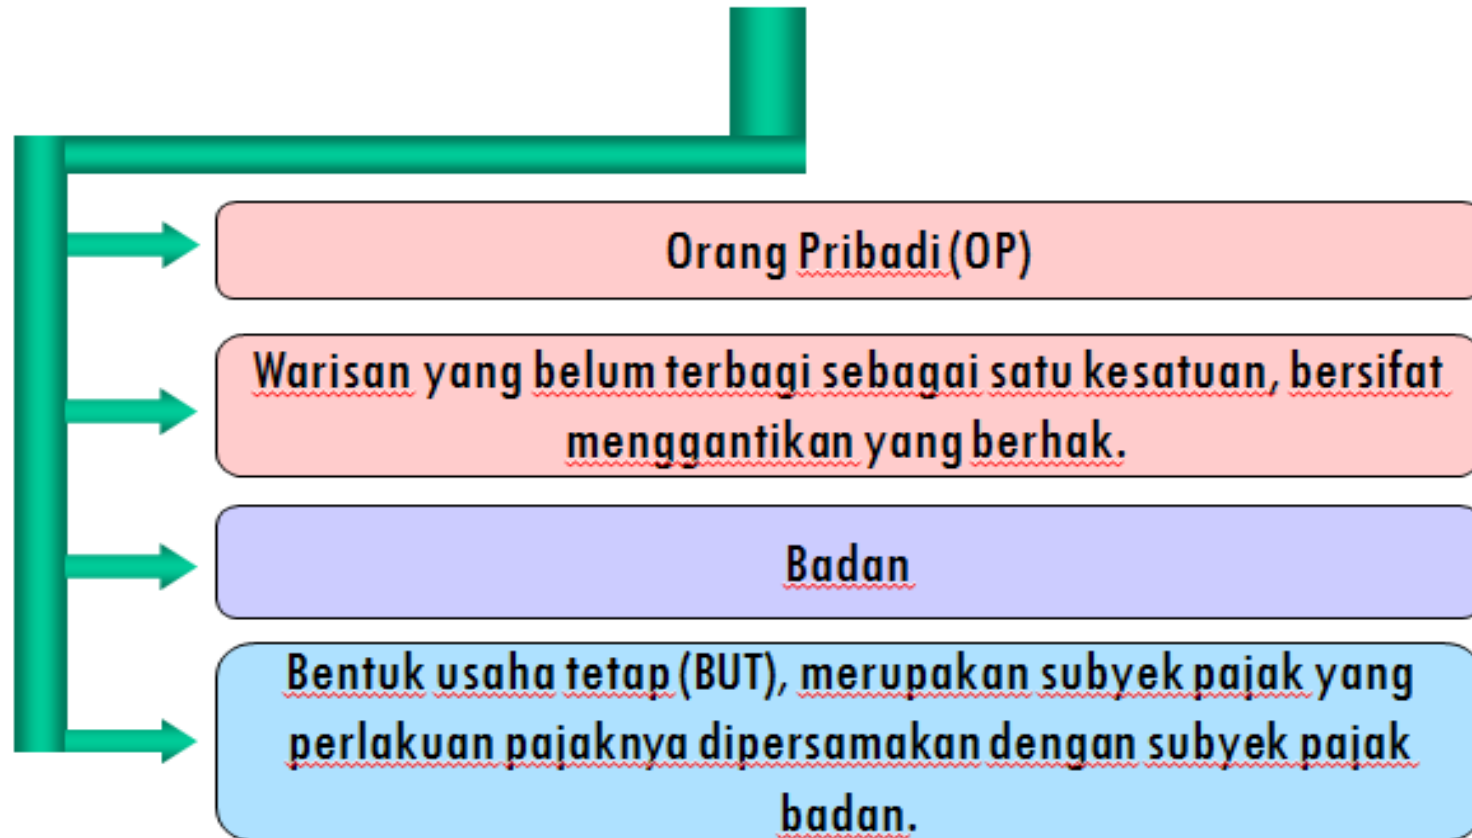 Orang Pribadi (OP)
Warisan yang belum terbagi sebagai satu kesatuan, bersifat
menggantikan yang berhak.
Badan
Bentuk usaha tetap (BUT), merupakan subyek pajak yang
perlakuan pajaknya dipersamakan dengan subyek pajak
badan.